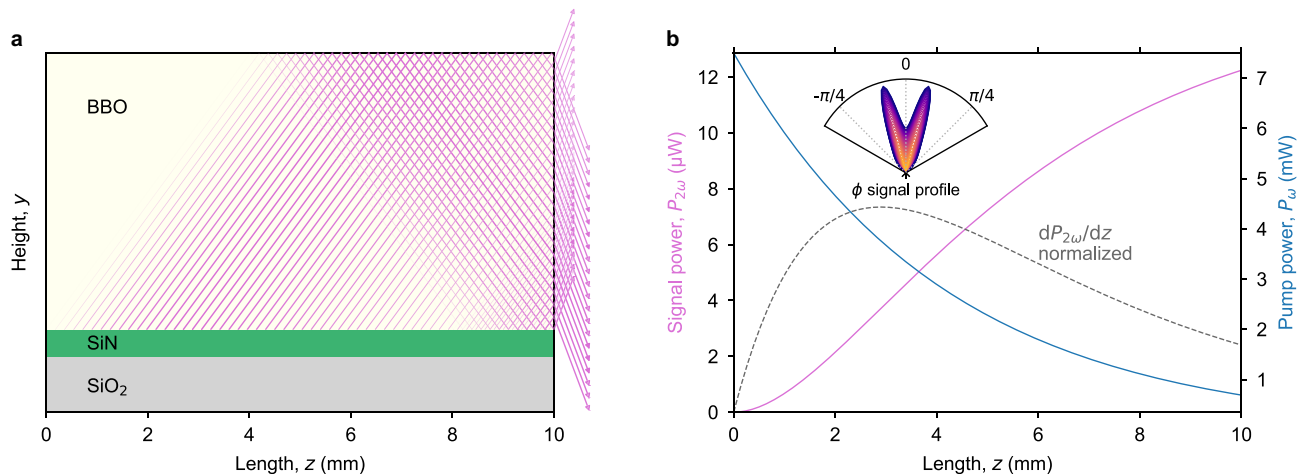 a
BBO
SiN
SiO₂
Height, y
0
2
4
6
8
10
Length, z (mm)
b
12
10
8
6
4
2
0
Signal power, P₂ω (µW)
0
-π/4
π/4
ϕ signal profile
dP₂ω/dz
normalized
7
6
5
4
3
2
1
Pump power, Pω (mW)
0
2
4
6
8
10
Length, z (mm)